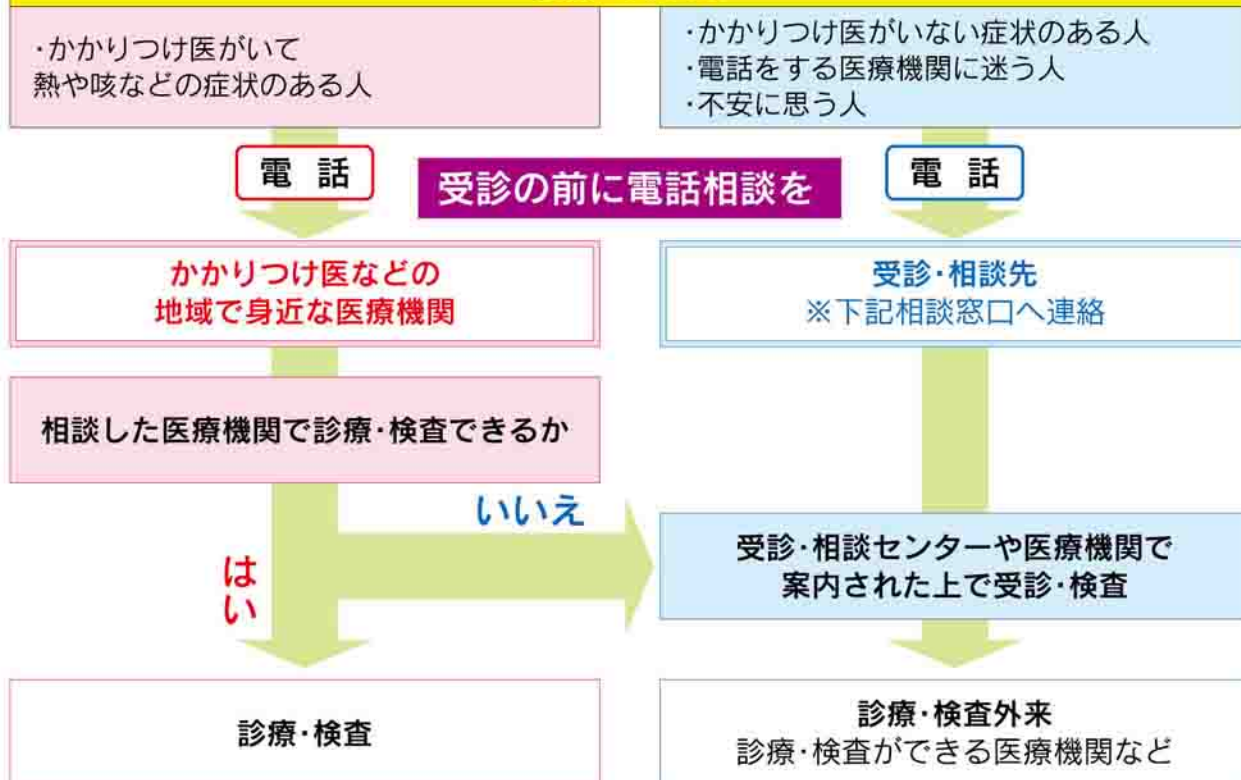 ・かかりつけ医がいて
熱や咳などの症状のある人
・かかりつけ医がいない症状のある人
・電話をする医療機関に迷う人
・不安に思う人
電 話
受診の前に電話相談を
電 話
かかりつけ医などの
地域で身近な医療機関
受診・相談先
※下記相談窓口へ連絡
相談した医療機関で診療・検査できるか
いいえ
はい
受診・相談センターや医療機関で
案内された上で受診・検査
診療・検査
診療・検査外来
診療・検査ができる医療機関など